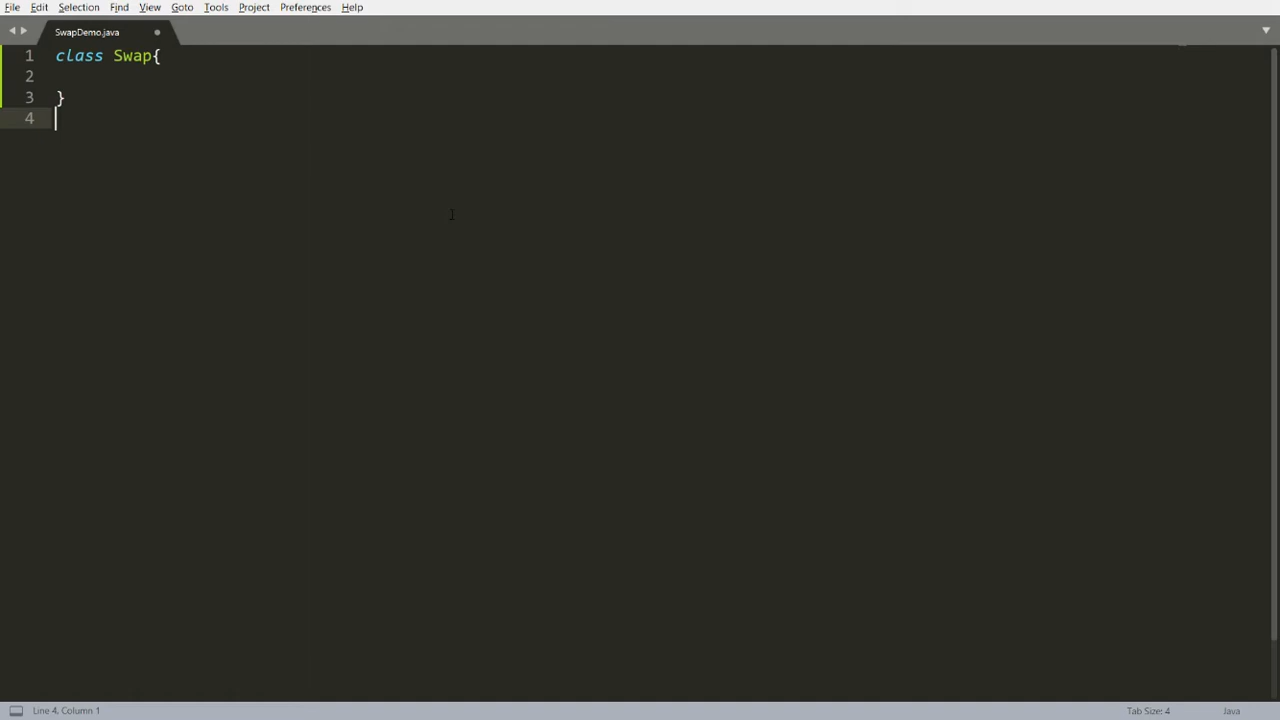 File Edit Selection Find View Goto Tools Project Preferences Help
SwapDemo.java
1 class Swap{
2
3 }
4
Line 4, Column 1 Tab Size: 4 Java